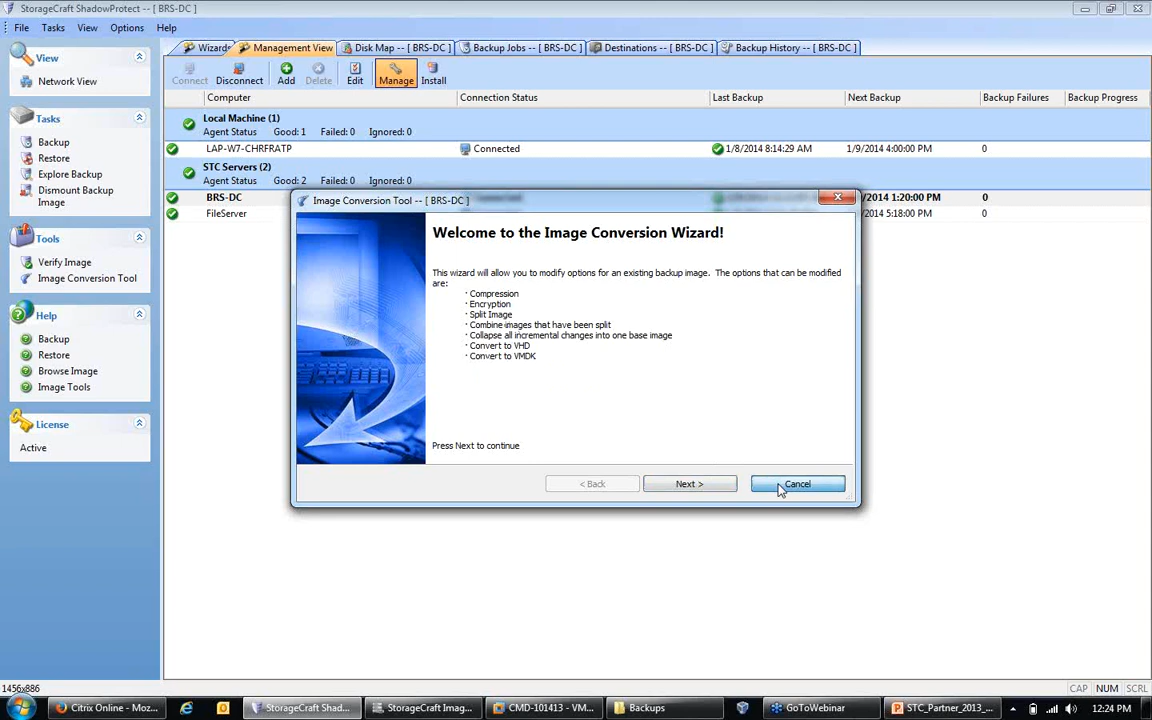 StorageCraft ShadowProtect -- [ BRS-DC ]
File Tasks View Options Help
View
Network View
Tasks
Backup
Restore
Explore Backup
Dismount Backup
Image
Tools
Verify Image
Image Conversion Tool
Help
Backup
Restore
Browse Image
Image Tools
License
Active
Wizard
Management View
Disk Map -- [ BRS-DC ]
Backup Jobs -- [ BRS-DC ]
Destinations -- [ BRS-DC ]
Backup History -- [ BRS-DC ]
Connect Disconnect Add Delete Edit Manage Install
Computer Connection Status Last Backup Next Backup Backup Failures Backup Progress
Local Machine (1)
Agent Status Good: 1 Failed: 0 Ignored: 0
LAP-W7-CHRFRATP Connected 1/8/2014 8:14:29 AM 1/9/2014 4:00:00 PM 0
STC Servers (2)
Agent Status Good: 2 Failed: 0 Ignored: 0
BRS-DC /2014 1:20:00 PM 0
FileServer /2014 5:18:00 PM 0
Image Conversion Tool -- [ BRS-DC ]
Welcome to the Image Conversion Wizard!
This wizard will allow you to modify options for an existing backup image. The options that can be modified
are:
· Compression
· Encryption
· Split Image
· Combine images that have been split
· Collapse all incremental changes into one base image
· Convert to VHD
· Convert to VMDK
Press Next to continue
< Back Next > Cancel
1456x886 CAP NUM SCRL
Citrix Online - Moz... StorageCraft Shad... StorageCraft Imag... CMD-101413 - VM... Backups GoToWebinar STC_Partner_2013_... 12:24 PM